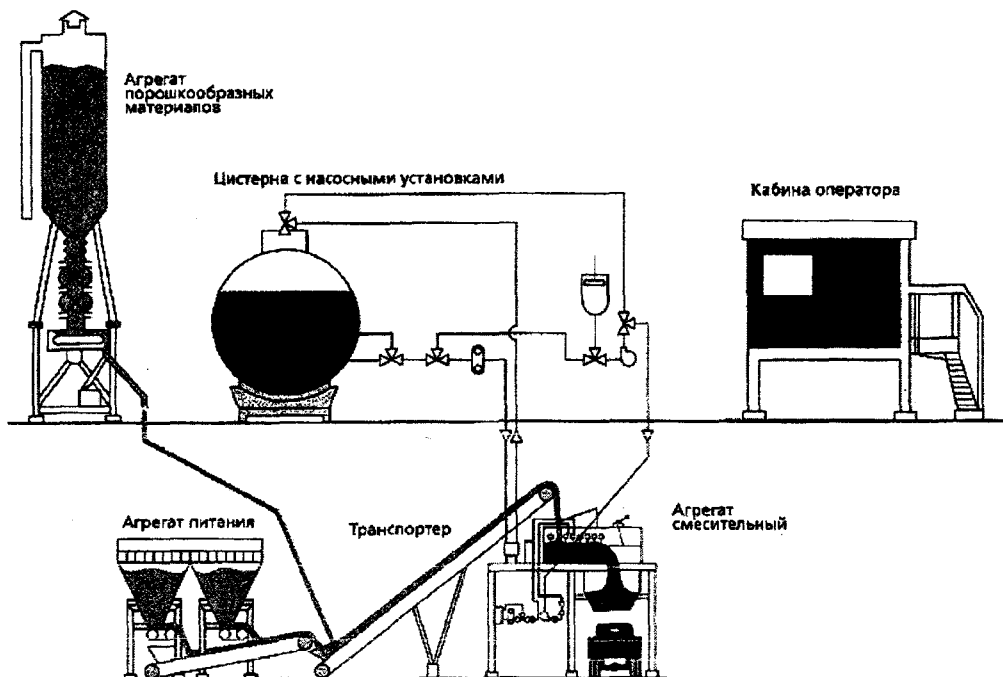 Агрегат
порошкообразных
материалов
Цистерна с насосными установками
Кабина оператора
Агрегат питания
Транспортер
Агрегат
смесительный